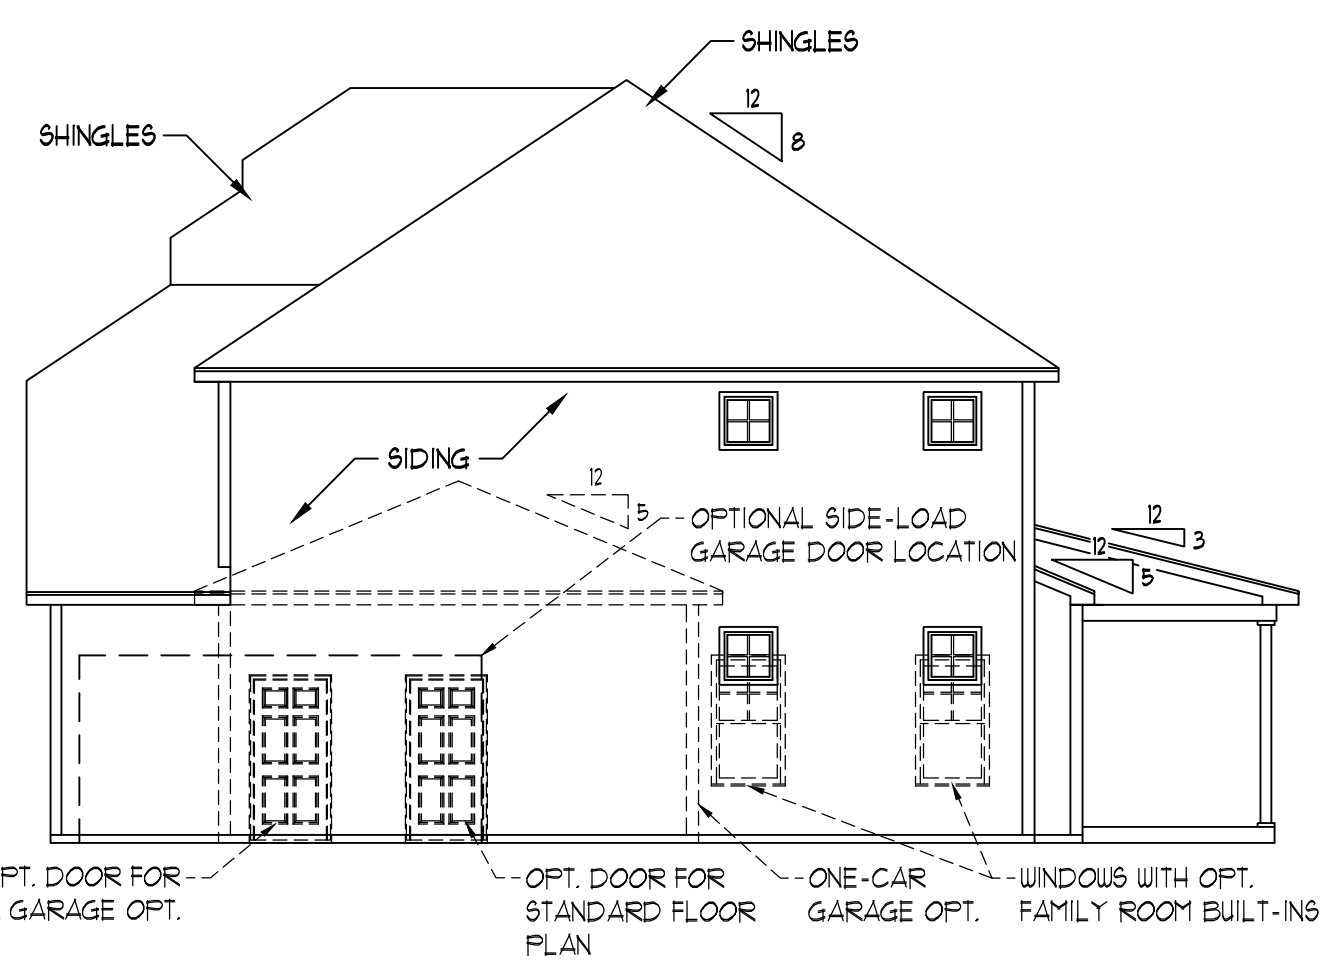 SHINGLES
12
8
SHINGLES
SIDING
12
5
OPTIONAL SIDE-LOAD
GARAGE DOOR LOCATION
12
3
12
5
PT. DOOR FOR
GARAGE OPT.
OPT. DOOR FOR
STANDARD FLOOR
PLAN
ONE-CAR
GARAGE OPT.
WINDOWS WITH OPT.
FAMILY ROOM BUILT-INS